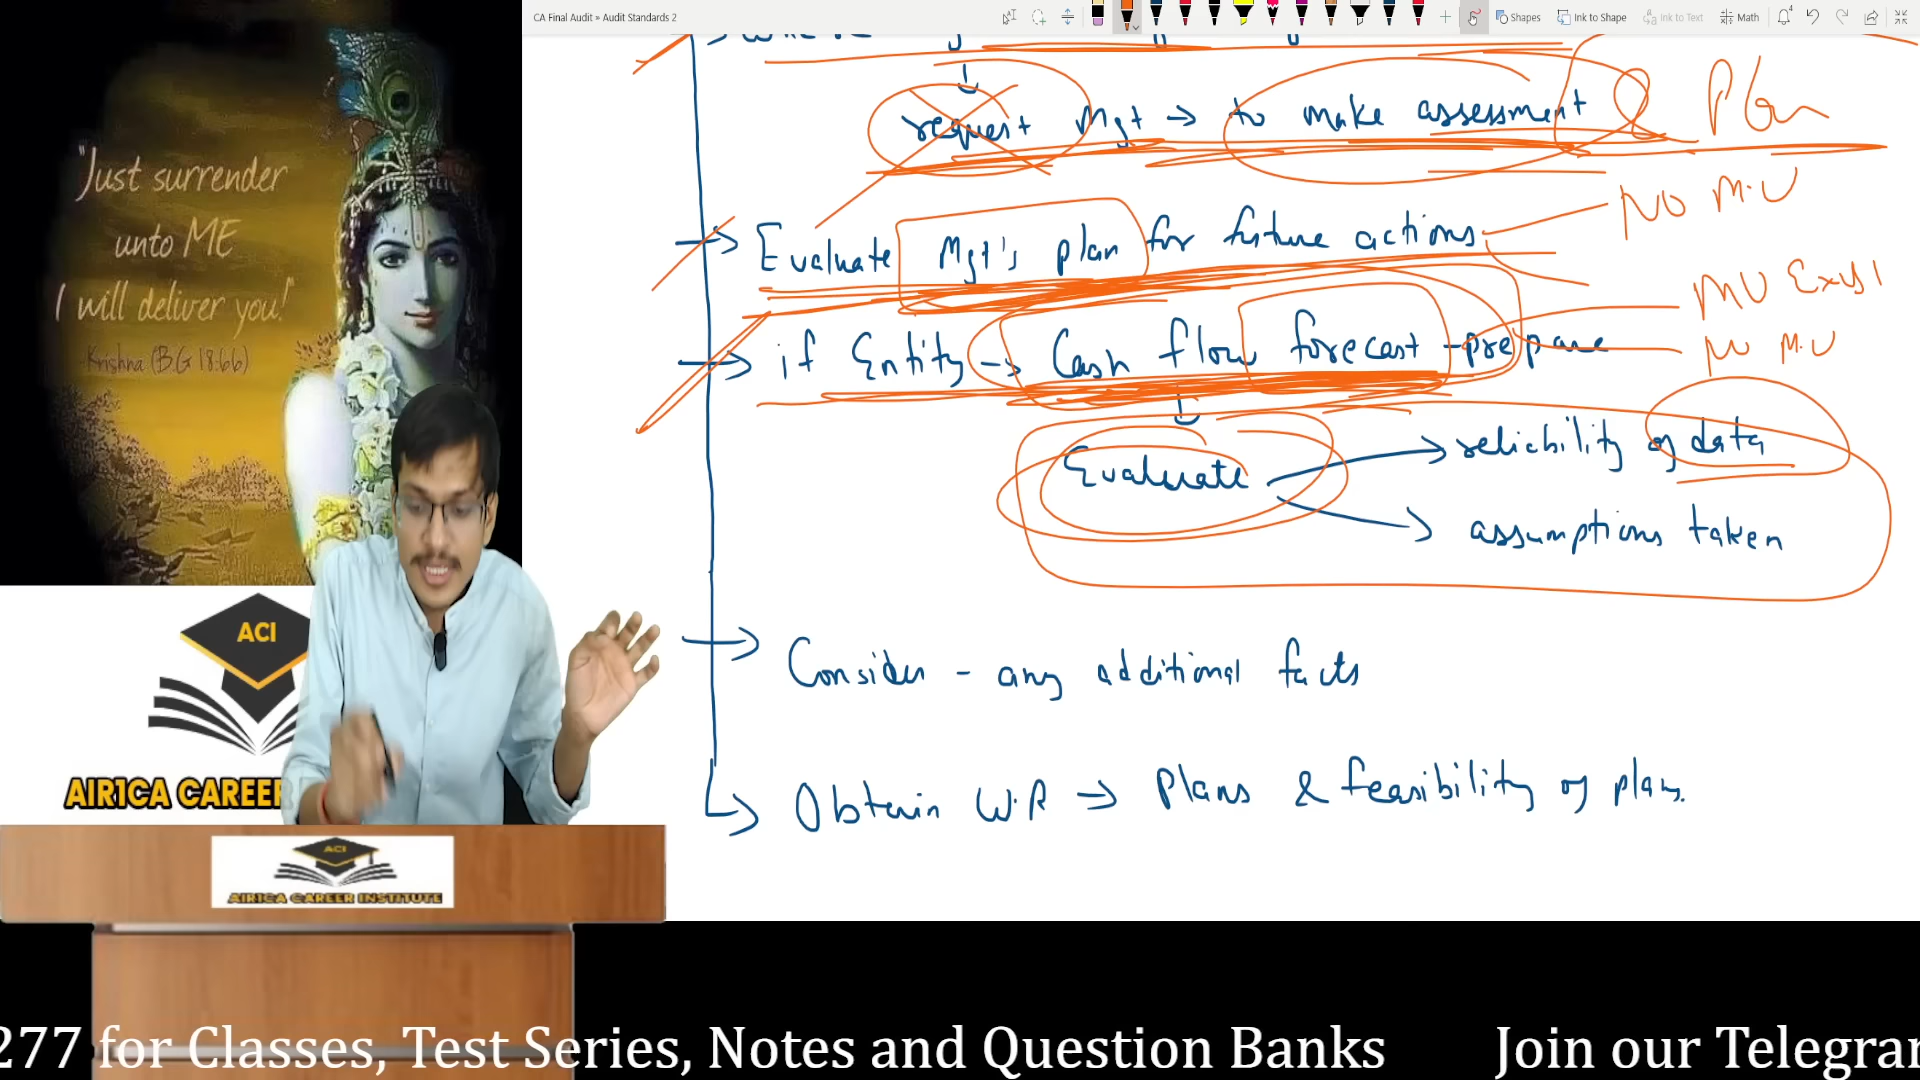 CA Final Audit » Audit Standards 2
Shapes
Ink to Shape
Ink to Text
Math
request Mgt → to make assessment & Plan
→ Evaluate Mgt's plan for future actions
NO M.U
MU Exist
NO M.U
→ if Entity → Cash flow forecast - prepare
Evaluate → reliability of data
→ assumptions taken
→ Consider - any additional facts
→ Obtain W.R → Plans & feasibility of plans.
"Just surrender
unto ME
I will deliver you!"
- Krishna (B.G 18:66)
ACI
AIR1CA CAREER
ACI
AIR1CA CAREER INSTITUTE
277 for Classes, Test Series, Notes and Question Banks
Join our Telegra